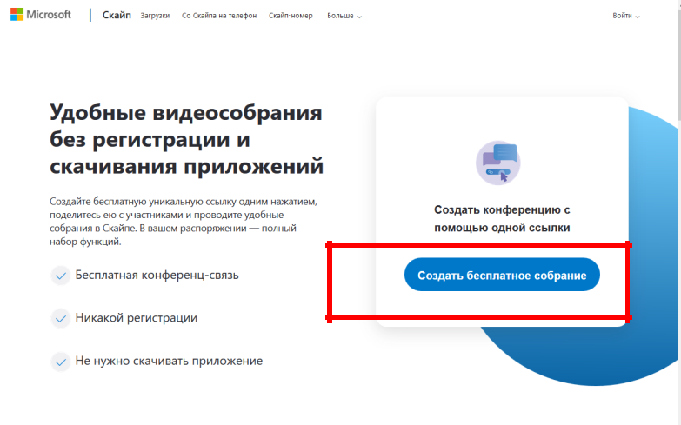 Microsoft Скайп Загрузки Со Скайпа на телефон Скайп-номер Больше Войти
Удобные видеособрания
без регистрации и
скачивания приложений
Создайте бесплатную уникальную ссылку одним нажатием,
поделитесь ею с участниками и проводите удобные
собрания в Скайпе. В вашем распоряжении — полный
набор функций.
Бесплатная конференц-связь
Никакой регистрации
Не нужно скачивать приложение
Создать конференцию с
помощью одной ссылки
Создать бесплатное собрание